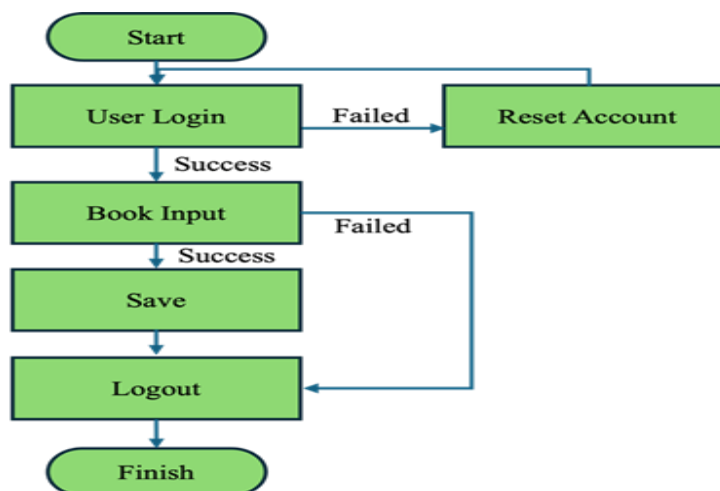 Start
User Login
Failed
Reset Account
Success
Book Input
Failed
Success
Save
Logout
Finish